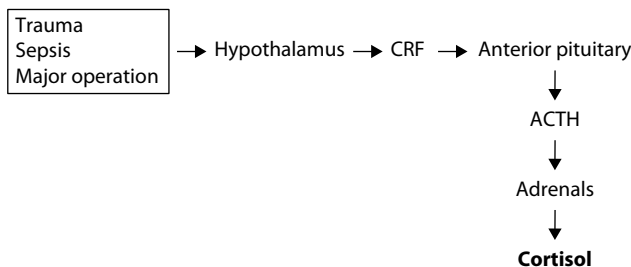 Trauma
Sepsis
Major operation
Hypothalamus
CRF
Anterior pituitary
ACTH
Adrenals
Cortisol